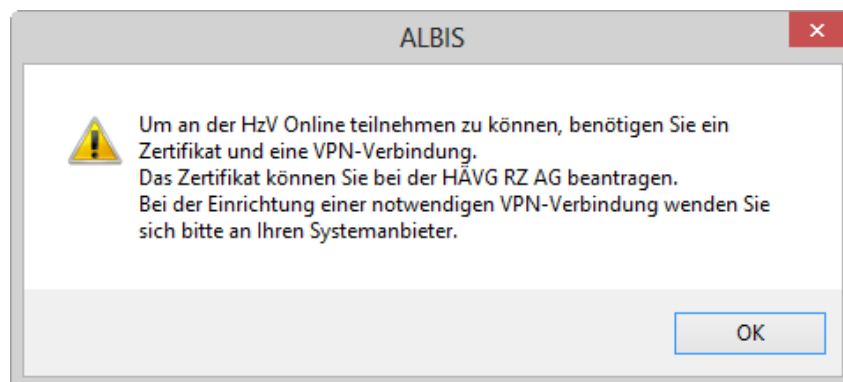 ALBIS
Um an der HzV Online teilnehmen zu können, benötigen Sie ein
Zertifikat und eine VPN-Verbindung.
Das Zertifikat können Sie bei der HÄVG RZ AG beantragen.
Bei der Einrichtung einer notwendigen VPN-Verbindung wenden Sie
sich bitte an Ihren Systemanbieter.
OK